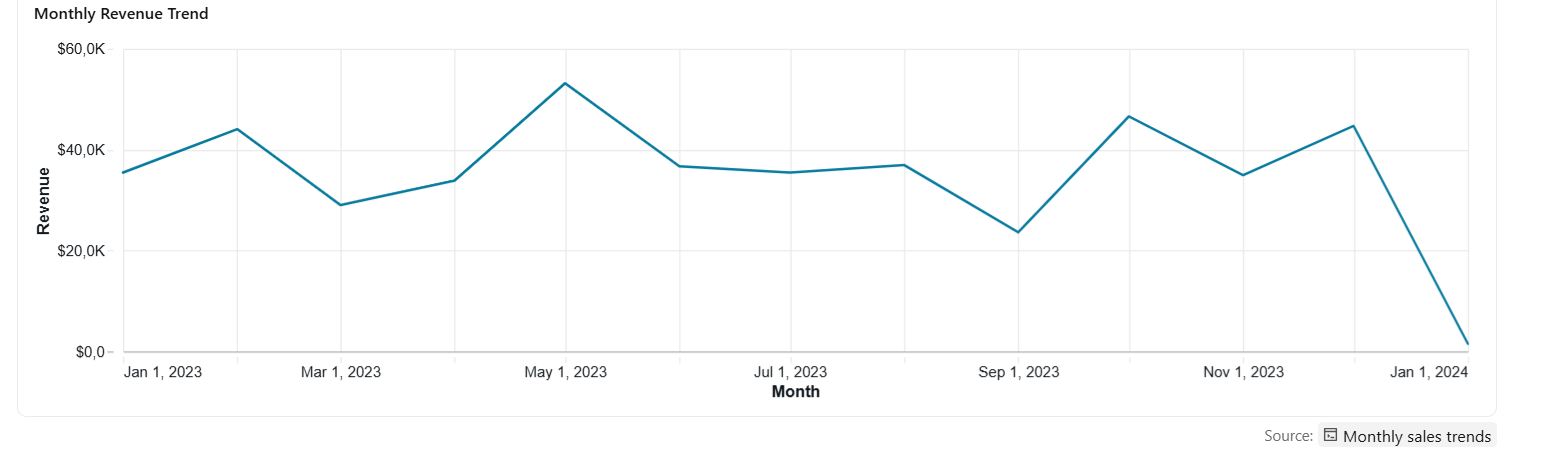 Monthly Revenue Trend
$60,0K
$40,0K
$20,0K
$0,0
Revenue
Jan 1, 2023 Mar 1, 2023 May 1, 2023 Jul 1, 2023 Sep 1, 2023 Nov 1, 2023 Jan 1, 2024
Month
Source: Monthly sales trends